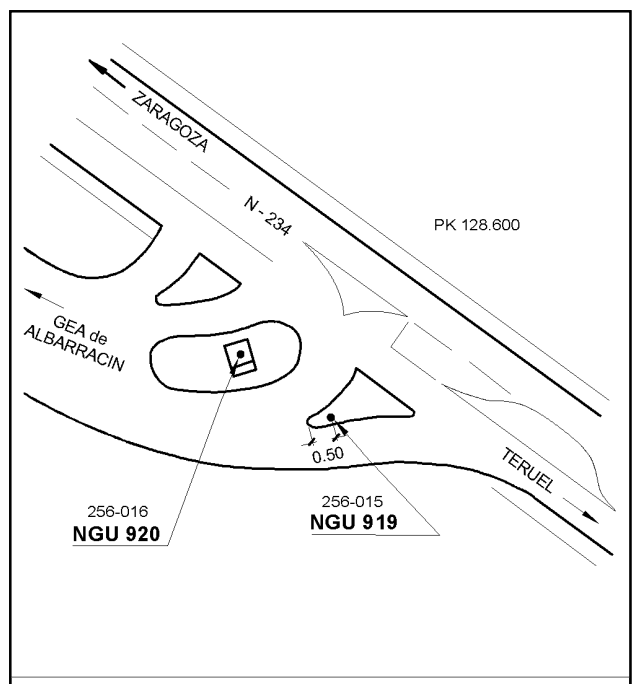 ZARAGOZA
N - 234
PK 128.600
GEA de
ALBARRACIN
0.50
TERUEL
256-016
NGU 920
256-015
NGU 919